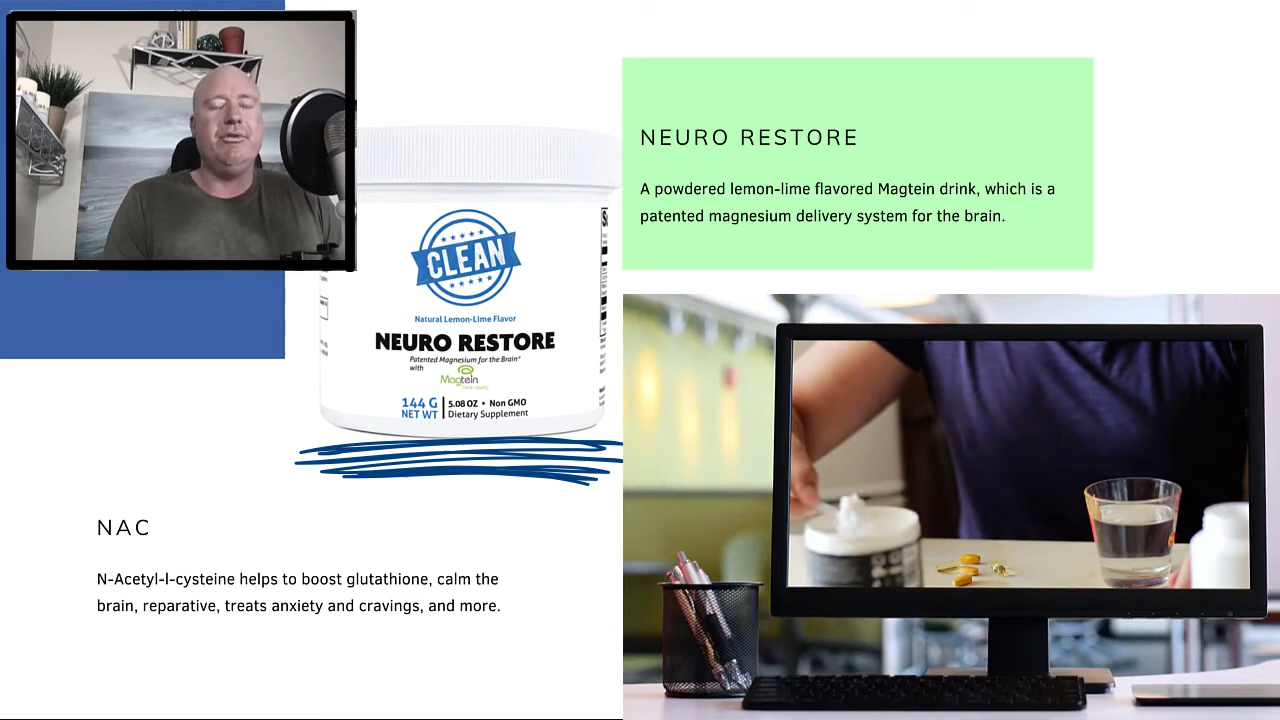 NEURO RESTORE
A powdered lemon-lime flavored Magtein drink, which is a
patented magnesium delivery system for the brain.
CLEAN
Natural Lemon-Lime Flavor
NEURO RESTORE
Patented Magnesium for the Brain®
with
Magtein
144 G
NET WT
5.08 OZ • Non GMO
Dietary Supplement
NAC
N-Acetyl-l-cysteine helps to boost glutathione, calm the
brain, reparative, treats anxiety and cravings, and more.